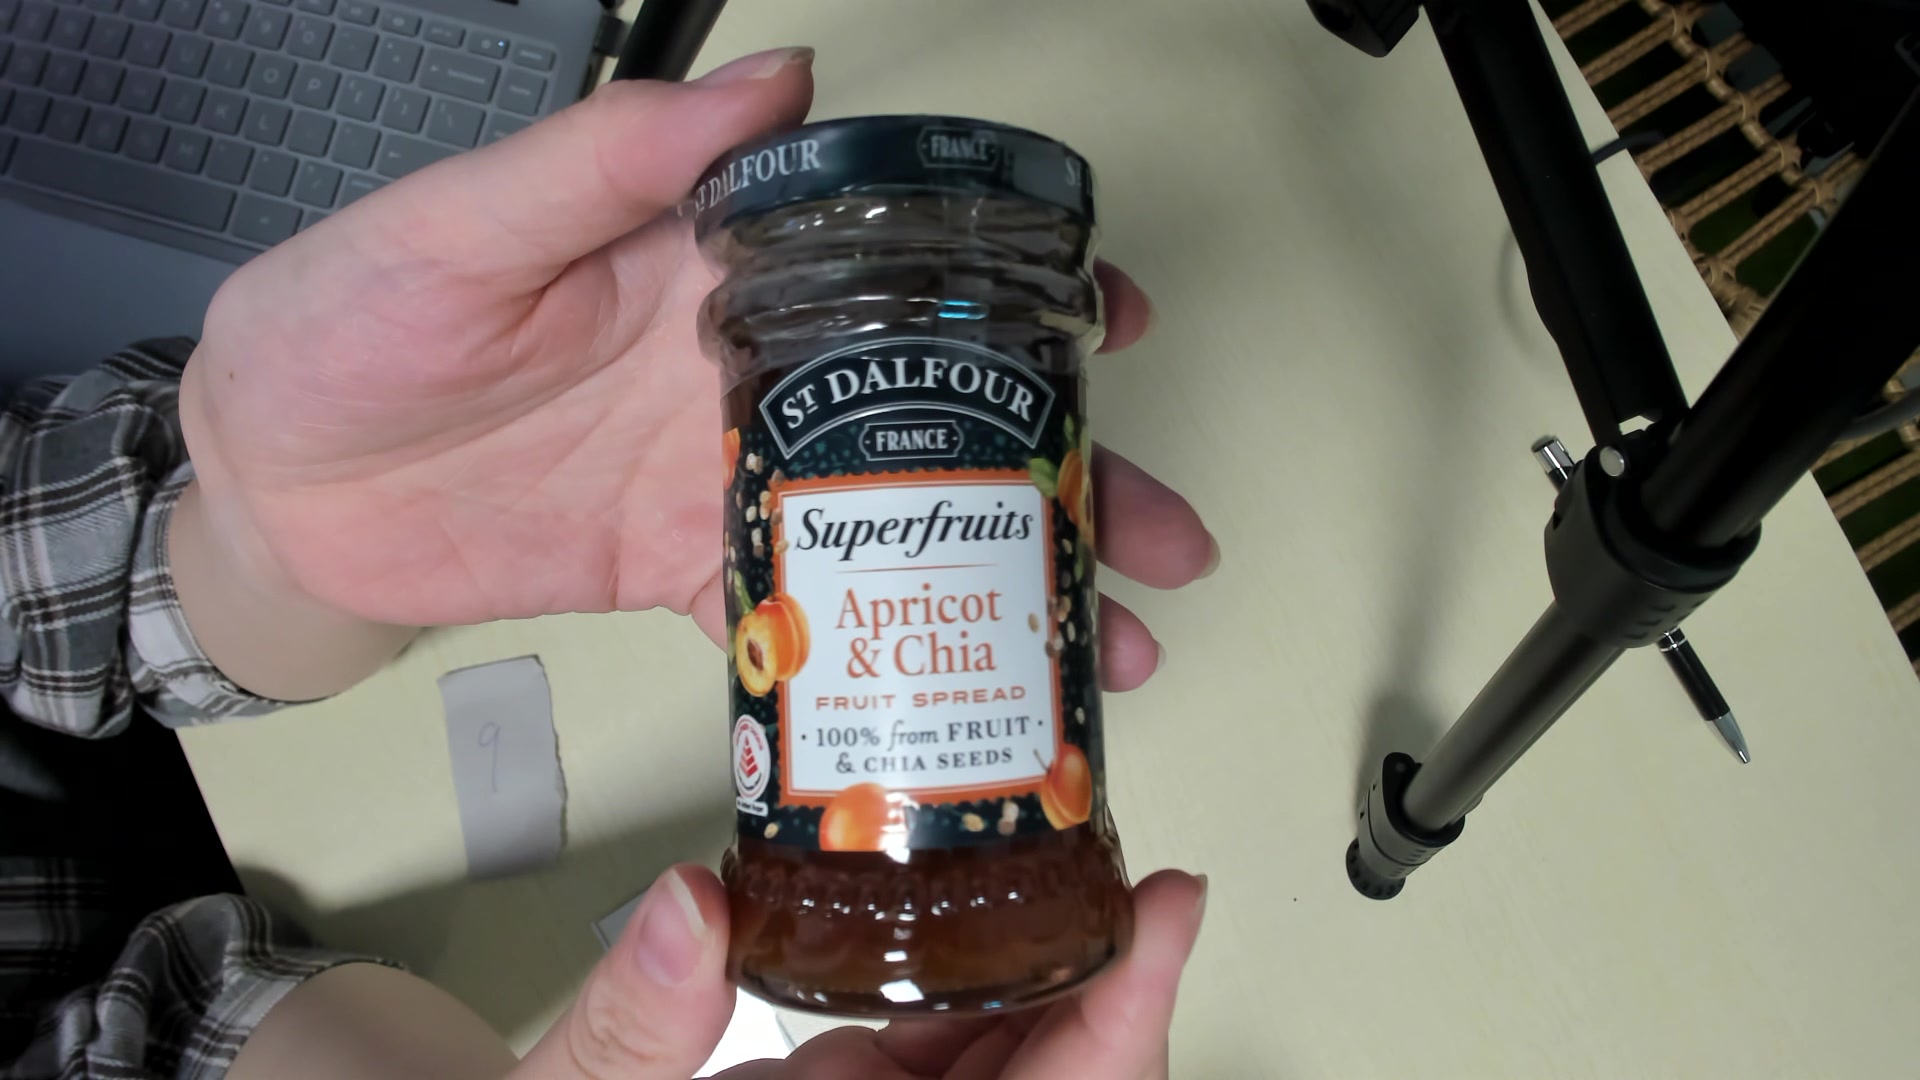 ST DALFOUR
FRANCE
ST DALFOUR
FRANCE
Superfruits
Apricot
& Chia
FRUIT SPREAD
• 100% from FRUIT •
& CHIA SEEDS
9